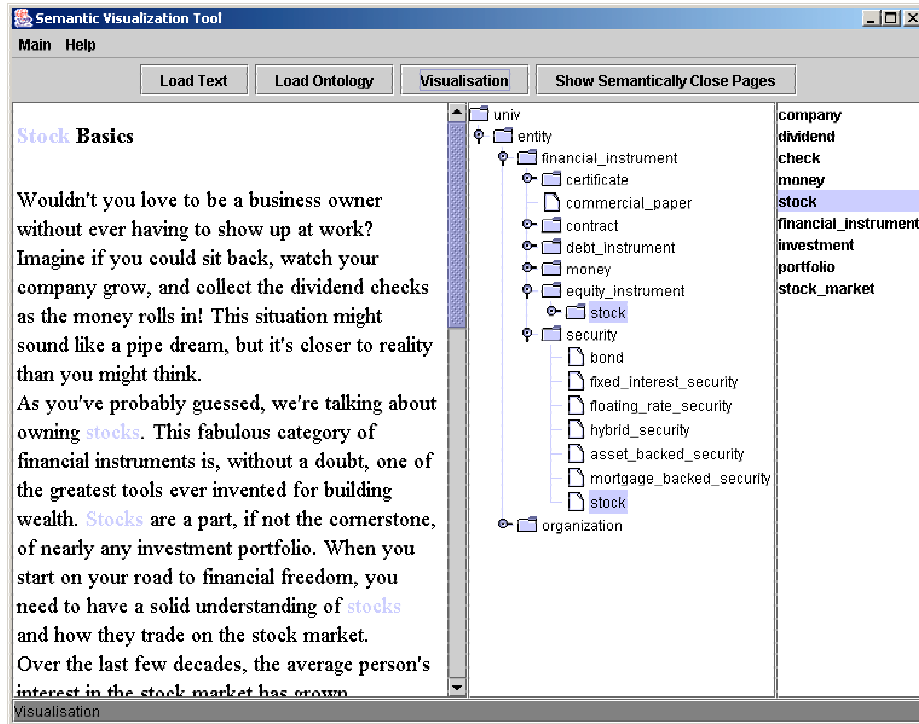 Semantic Visualization Tool
Main Help
Load Text Load Ontology Visualisation Show Semantically Close Pages
Stock Basics
Wouldn't you love to be a business owner
without ever having to show up at work?
Imagine if you could sit back, watch your
company grow, and collect the dividend checks
as the money rolls in! This situation might
sound like a pipe dream, but it's closer to reality
than you might think.
As you've probably guessed, we're talking about
owning stocks. This fabulous category of
financial instruments is, without a doubt, one of
the greatest tools ever invented for building
wealth. Stocks are a part, if not the cornerstone,
of nearly any investment portfolio. When you
start on your road to financial freedom, you
need to have a solid understanding of stocks
and how they trade on the stock market.
Over the last few decades, the average person's
interest in the stock market has grown
univ
entity
financial_instrument
certificate
commercial_paper
contract
debt_instrument
money
equity_instrument
stock
security
bond
fixed_interest_security
floating_rate_security
hybrid_security
asset_backed_security
mortgage_backed_security
stock
organization
company
dividend
check
money
stock
financial_instrument
investment
portfolio
stock_market
Visualisation